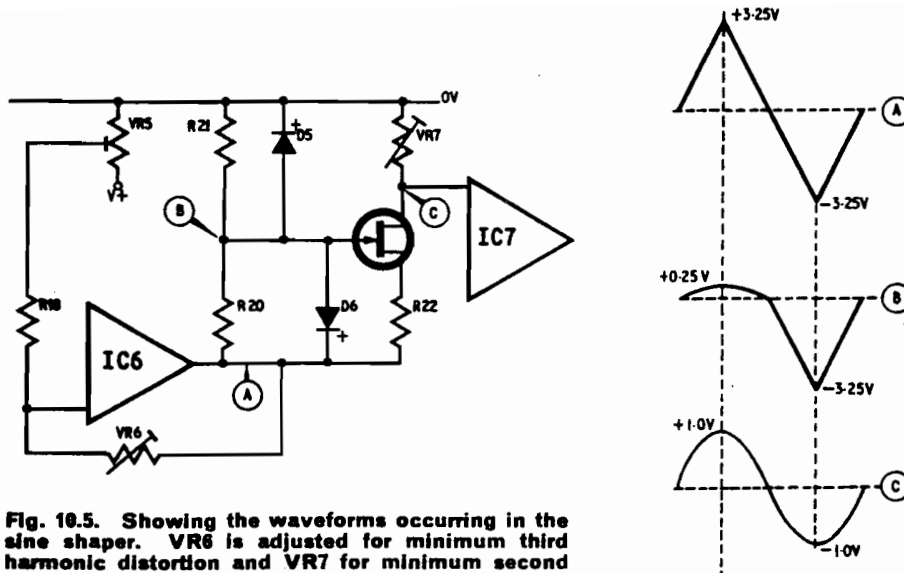 +3·25V
0V
VR5
R21
D5
+
VR7
A
V+
C
-3·25V
B
IC7
+0·25V
B
R18
R20
D6
R22
IC6
+
A
-3·25V
VR6
+1·0V
C
-1·0V
Fig. 10.5. Showing the waveforms occurring in the
sine shaper. VR6 is adjusted for minimum third
harmonic distortion and VR7 for minimum second